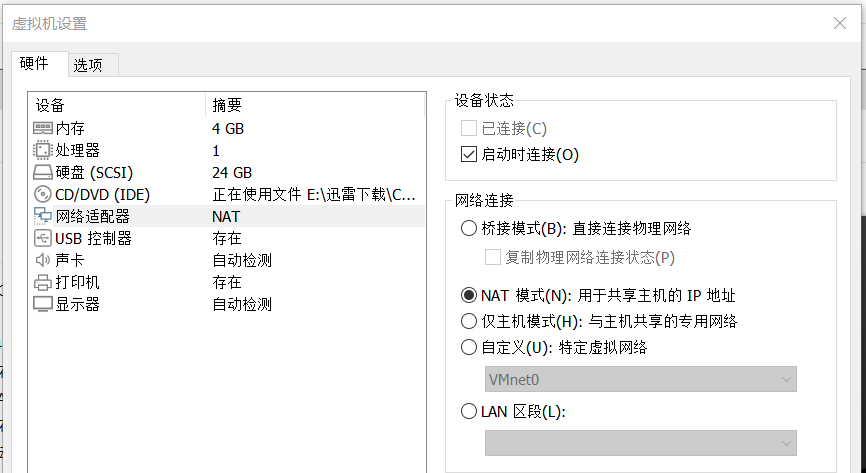 虚拟机设置
硬件 选项
设备 摘要
内存 4 GB
处理器 1
硬盘 (SCSI) 24 GB
CD/DVD (IDE) 正在使用文件 E:\迅雷下载\C...
网络适配器 NAT
USB 控制器 存在
声卡 自动检测
打印机 存在
显示器 自动检测
设备状态
已连接(C)
启动时连接(O)
网络连接
桥接模式(B): 直接连接物理网络
复制物理网络连接状态(P)
NAT 模式(N): 用于共享主机的 IP 地址
仅主机模式(H): 与主机共享的专用网络
自定义(U): 特定虚拟网络
VMnet0
LAN 区段(L):